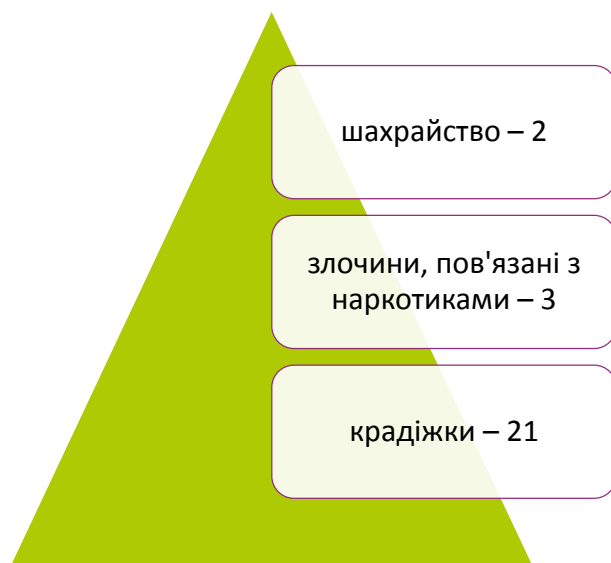 шахрайство – 2
злочини, пов'язані з
наркотиками – 3
крадіжки – 21